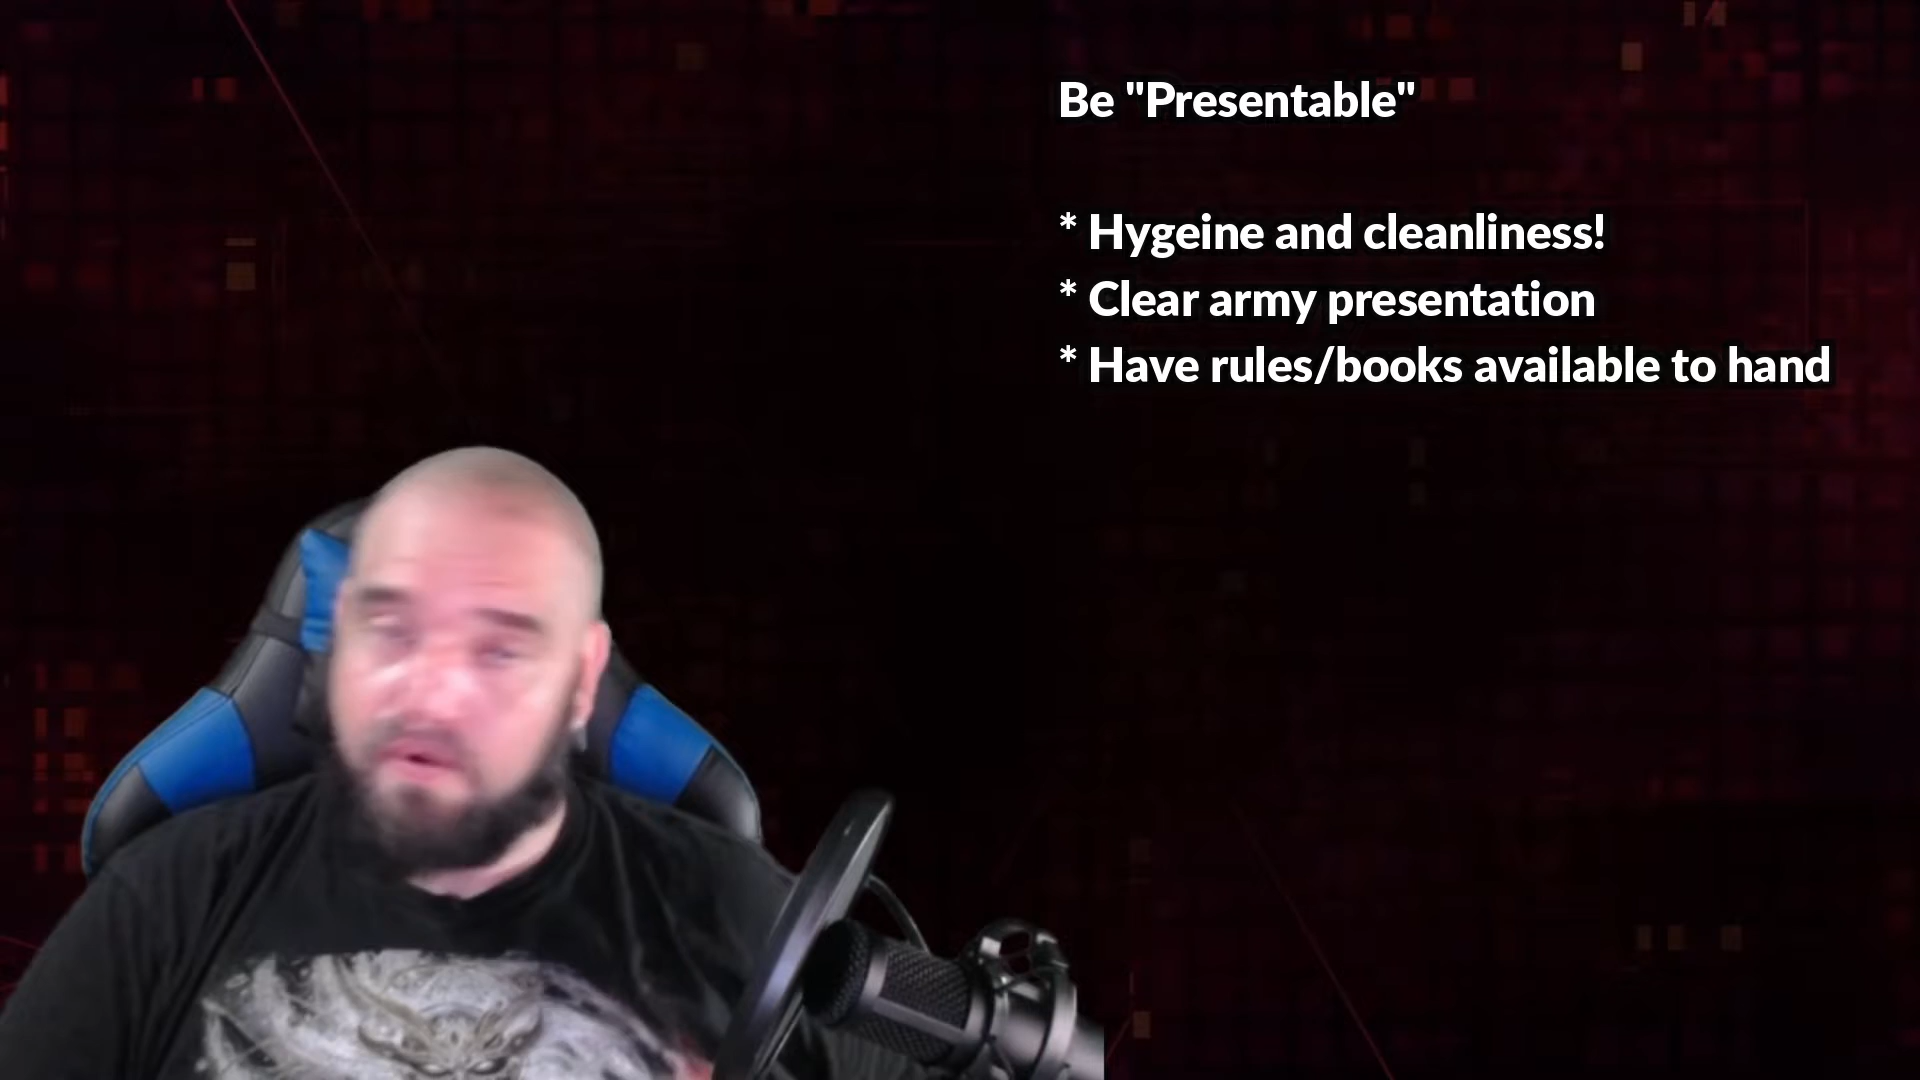 Be "Presentable"
* Hygeine and cleanliness!
* Clear army presentation
* Have rules/books available to hand